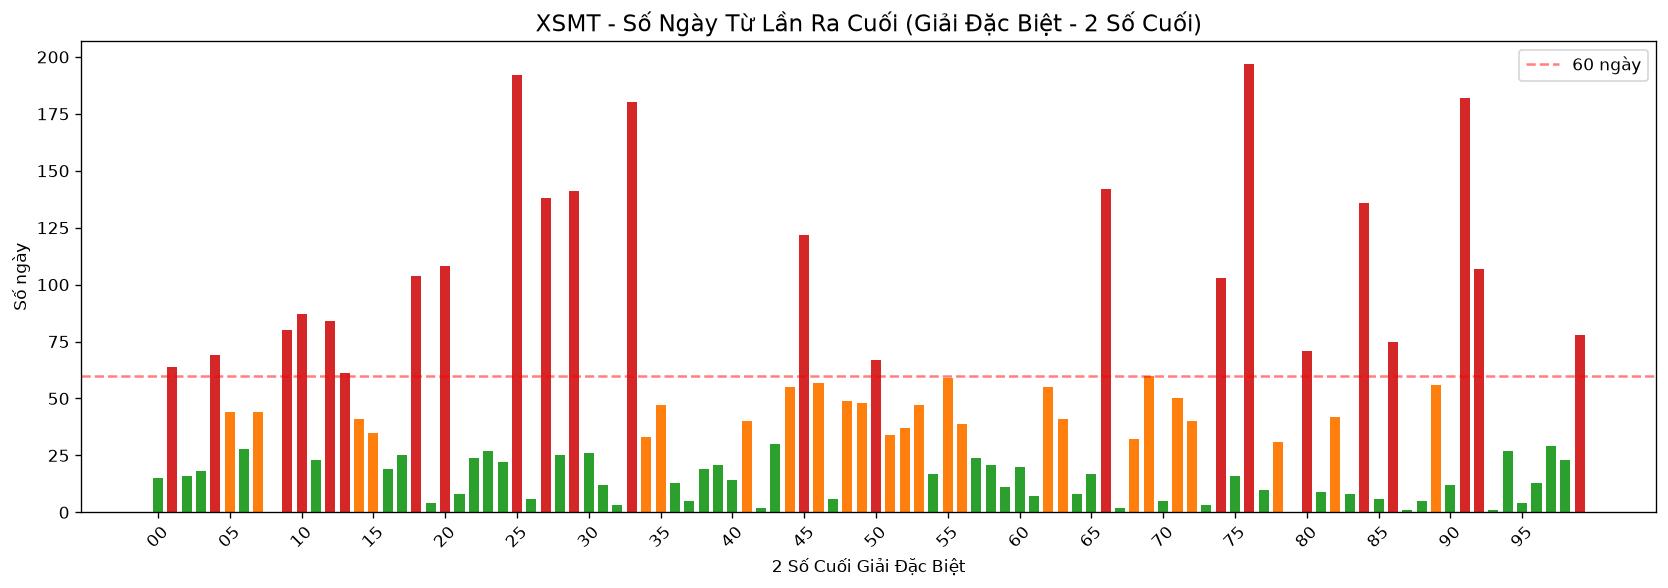 XSMT - Số Ngày Từ Lần Ra Cuối (Giải Đặc Biệt - 2 Số Cuối)
60 ngày
Số ngày
200
175
150
125
100
75
50
25
0
00 05 10 15 20 25 30 35 40 45 50 55 60 65 70 75 80 85 90 95
2 Số Cuối Giải Đặc Biệt